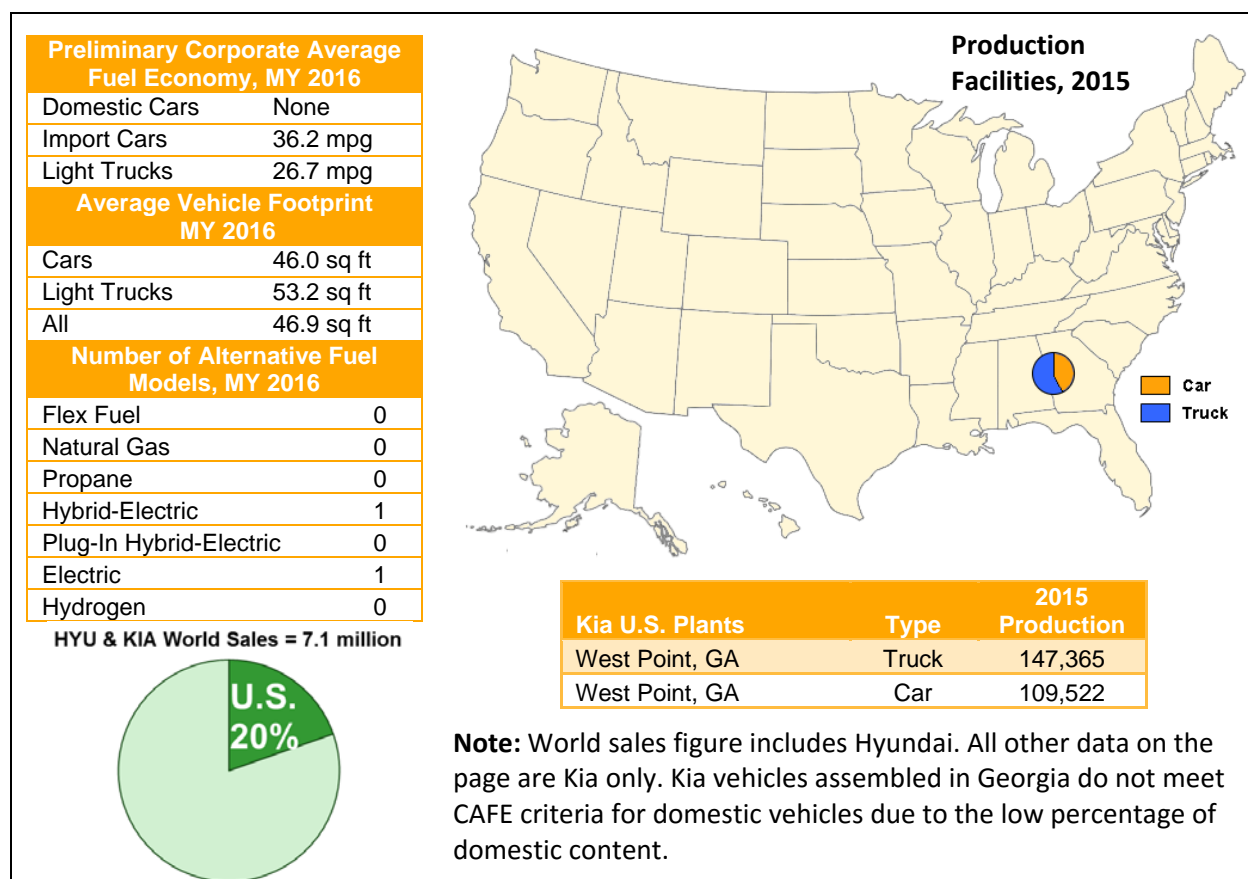 Preliminary Corporate Average
Fuel Economy, MY 2016
Domestic Cars None
Import Cars 36.2 mpg
Light Trucks 26.7 mpg
Average Vehicle Footprint
MY 2016
Cars 46.0 sq ft
Light Trucks 53.2 sq ft
All 46.9 sq ft
Number of Alternative Fuel
Models, MY 2016
Flex Fuel 0
Natural Gas 0
Propane 0
Hybrid-Electric 1
Plug-In Hybrid-Electric 0
Electric 1
Hydrogen 0
HYU & KIA World Sales = 7.1 million
U.S.
20%
Production
Facilities, 2015
Car
Truck
Kia U.S. Plants Type 2015 Production
West Point, GA Truck 147,365
West Point, GA Car 109,522
Note: World sales figure includes Hyundai. All other data on the
page are Kia only. Kia vehicles assembled in Georgia do not meet
CAFE criteria for domestic vehicles due to the low percentage of
domestic content.